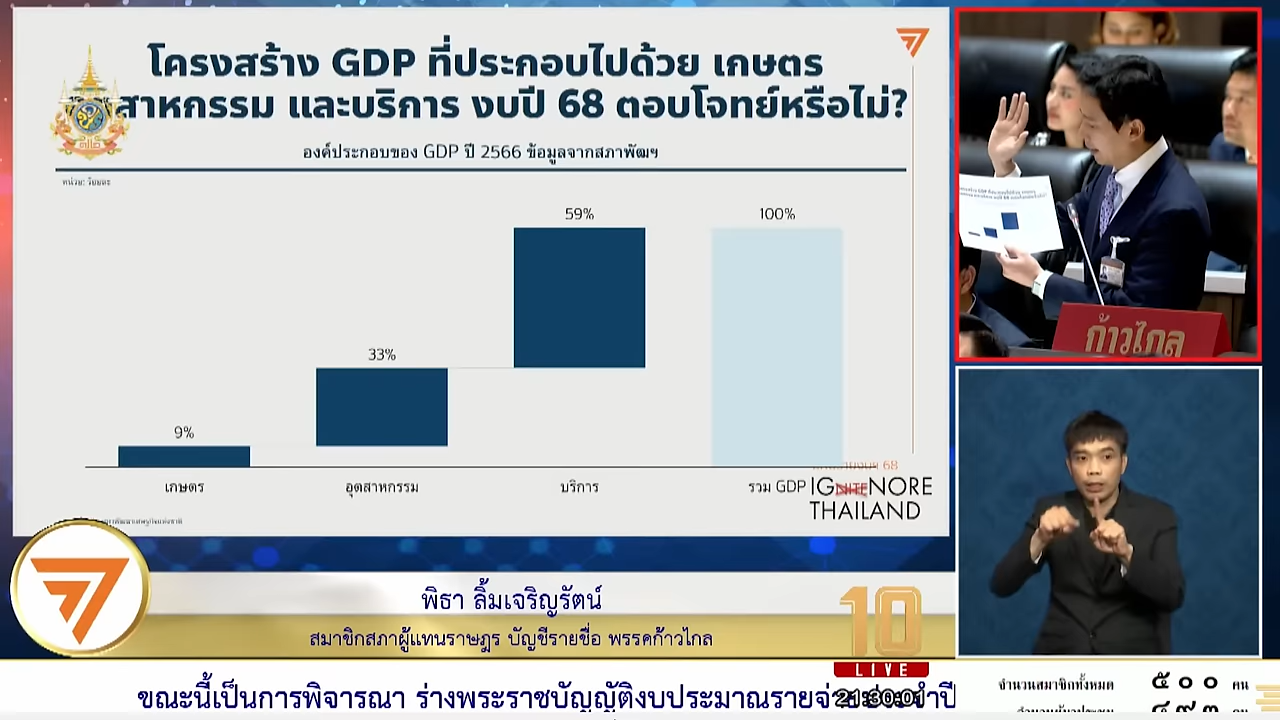 โครงสร้าง GDP ที่ประกอบไปด้วย เกษตร
สาหกรรม และบริการ งบปี 68 ตอบโจทย์หรือไม่?
องค์ประกอบของ GDP ปี 2566 ข้อมูลจากสภาพัฒฯ
หน่วย: ร้อยละ
59%
100%
33%
9%
เกษตร
อุตสาหกรรม
บริการ
รวม GDP
68
IGNITENORE
THAILAND
ก้าวไกล
พิธา ลิ้มเจริญรัตน์
สมาชิกสภาผู้แทนราษฎร บัญชีรายชื่อ พรรคก้าวไกล
10
LIVE
21:30:01
ขณะนี้เป็นการพิจารณา ร่างพระราชบัญญัติงบประมาณรายจ่าย
จำนวนสมาชิกทั้งหมด ๕๐๐ คน